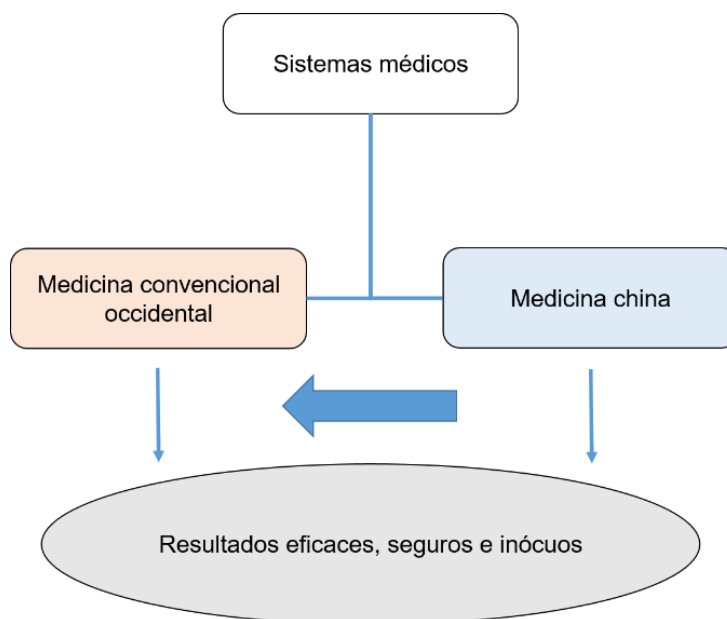 Sistemas médicos
Medicina convencional
occidental
Medicina china
Resultados eficaces, seguros e inócuos